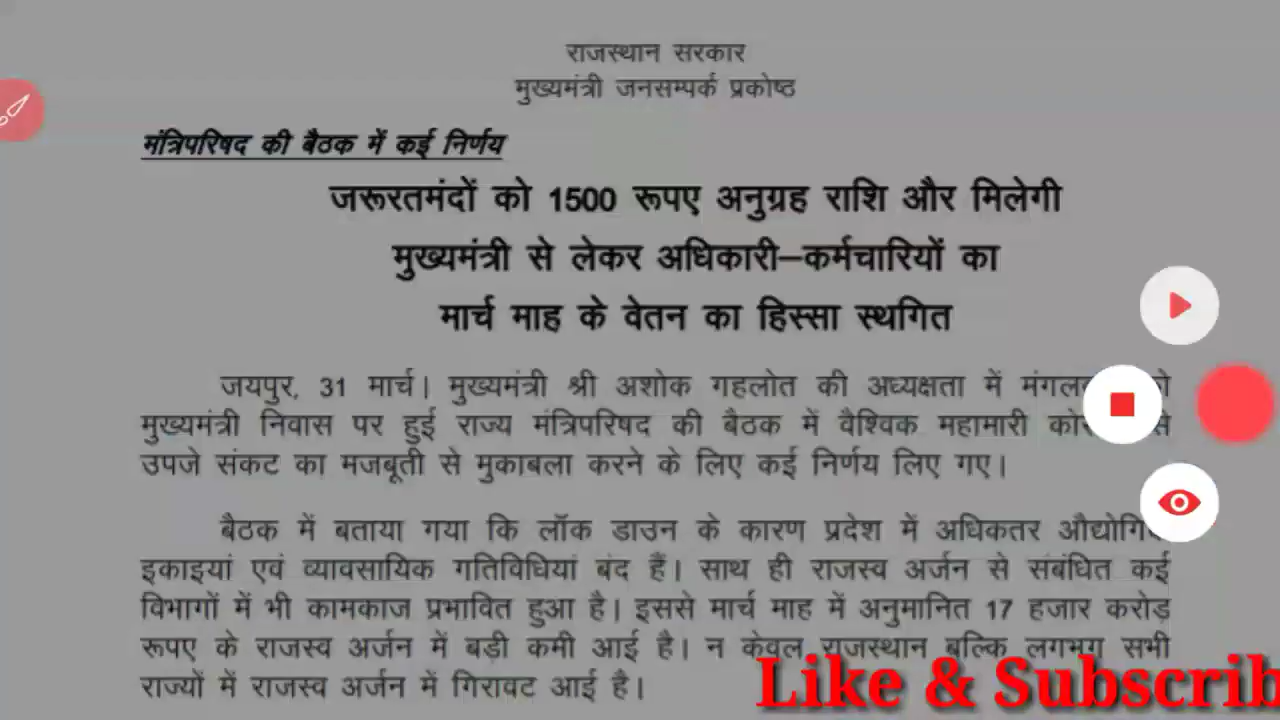 राजस्थान सरकार
मुख्यमंत्री जनसम्पर्क प्रकोष्ठ
मंत्रिपरिषद की बैठक में कई निर्णय
जरूरतमंदों को 1500 रूपए अनुग्रह राशि और मिलेगी
मुख्यमंत्री से लेकर अधिकारी–कर्मचारियों का
मार्च माह के वेतन का हिस्सा स्थगित
जयपुर, 31 मार्च। मुख्यमंत्री श्री अशोक गहलोत की अध्यक्षता में
मुख्यमंत्री निवास पर हुई राज्य मंत्रिपरिषद की बैठक में वैश्विक महामारी से
उपजे संकट का मजबूती से मुकाबला करने के लिए कई निर्णय लिए गए।
बैठक में बताया गया कि लॉक डाउन के कारण प्रदेश में अधिकतर
इकाइयां एवं व्यावसायिक गतिविधियां बंद हैं। साथ ही राजस्व अर्जन से संबंधित कई
विभागों में भी कामकाज प्रभावित हुआ है। इससे मार्च माह में अनुमानित 17 हजार करोड़
रूपए के राजस्व अर्जन में बड़ी कमी आई है। न केवल राजस्थान बल्कि लगभग सभी
राज्यों में राजस्व अर्जन में गिरावट आई है।
Like & Subscrib